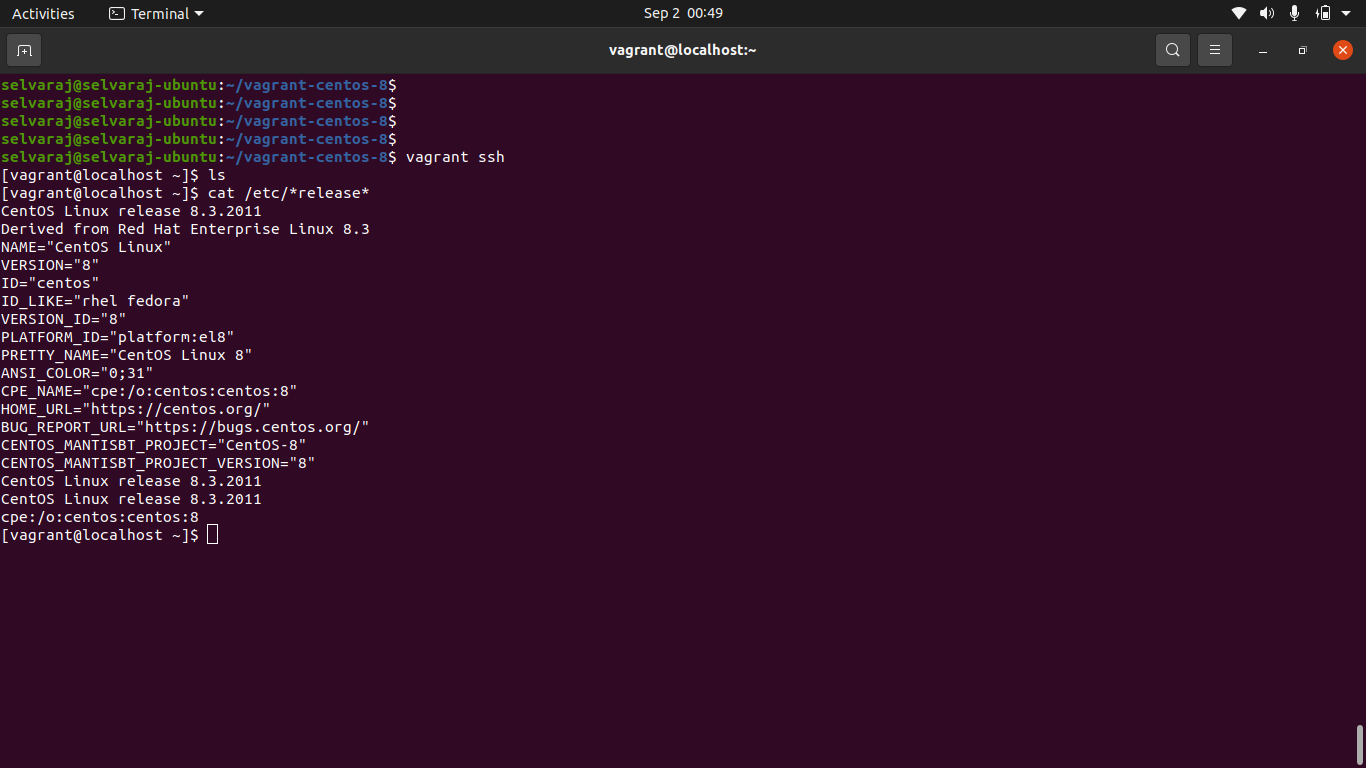 Activities
Terminal
Sep 2 00:49
vagrant@localhost:~
selvaraj@selvaraj-ubuntu:~/vagrant-centos-8$
selvaraj@selvaraj-ubuntu:~/vagrant-centos-8$
selvaraj@selvaraj-ubuntu:~/vagrant-centos-8$
selvaraj@selvaraj-ubuntu:~/vagrant-centos-8$
selvaraj@selvaraj-ubuntu:~/vagrant-centos-8$ vagrant ssh
[vagrant@localhost ~]$ ls
[vagrant@localhost ~]$ cat /etc/*release*
CentOS Linux release 8.3.2011
Derived from Red Hat Enterprise Linux 8.3
NAME="CentOS Linux"
VERSION="8"
ID="centos"
ID_LIKE="rhel fedora"
VERSION_ID="8"
PLATFORM_ID="platform:el8"
PRETTY_NAME="CentOS Linux 8"
ANSI_COLOR="0;31"
CPE_NAME="cpe:/o:centos:centos:8"
HOME_URL="https://centos.org/"
BUG_REPORT_URL="https://bugs.centos.org/"
CENTOS_MANTISBT_PROJECT="CentOS-8"
CENTOS_MANTISBT_PROJECT_VERSION="8"
CentOS Linux release 8.3.2011
CentOS Linux release 8.3.2011
cpe:/o:centos:centos:8
[vagrant@localhost ~]$